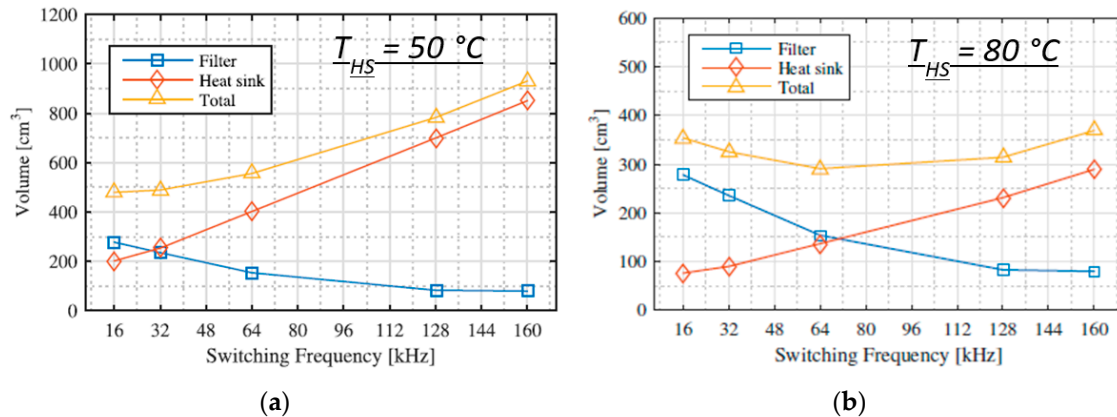 1200
1000
800
600
400
200
0
Volume [cm³]
Filter
Heat sink
Total
T_HS = 50 °C
16 32 48 64 80 96 112 128 144 160
Switching Frequency [kHz]
(a)
600
500
400
300
200
100
0
Volume [cm³]
Filter
Heat sink
Total
T_HS = 80 °C
16 32 48 64 80 96 112 128 144 160
Switching Frequency [kHz]
(b)